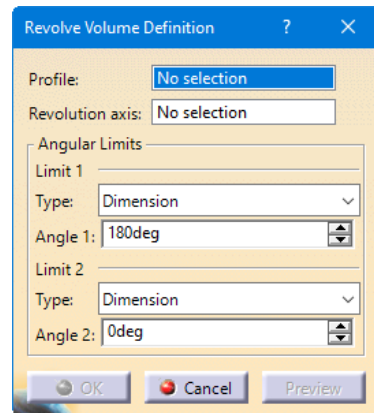 Revolve Volume Definition ?
Profile: No selection
Revolution axis: No selection
Angular Limits
Limit 1
Type: Dimension
Angle 1: 180deg
Limit 2
Type: Dimension
Angle 2: 0deg
OK Cancel Preview